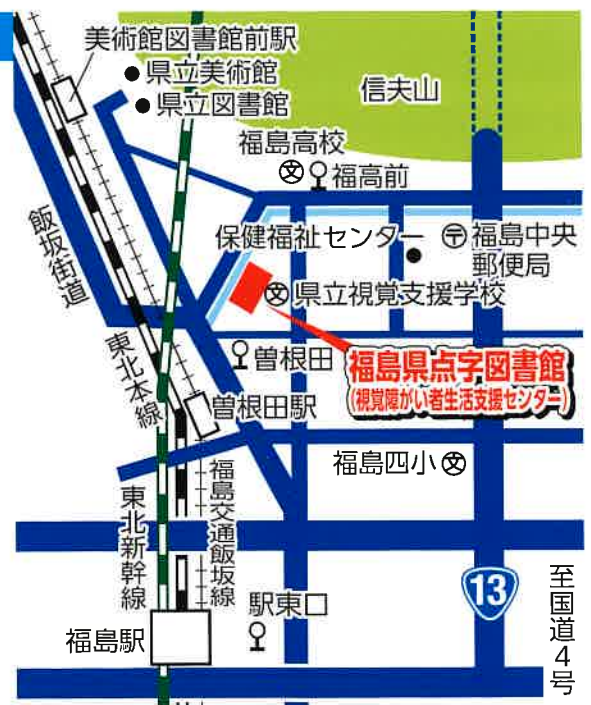 美術館図書館前駅
県立美術館
県立図書館
信夫山
福島高校
文
福高前
飯坂街道
保健福祉センター
〒
福島中央
郵便局
文
県立視覚支援学校
東北本線
曽根田
福島県点字図書館
(視覚障がい者生活支援センター)
曽根田駅
福島四小
文
東北新幹線
福島交通飯坂線
13
至国道4号
駅東口
福島駅